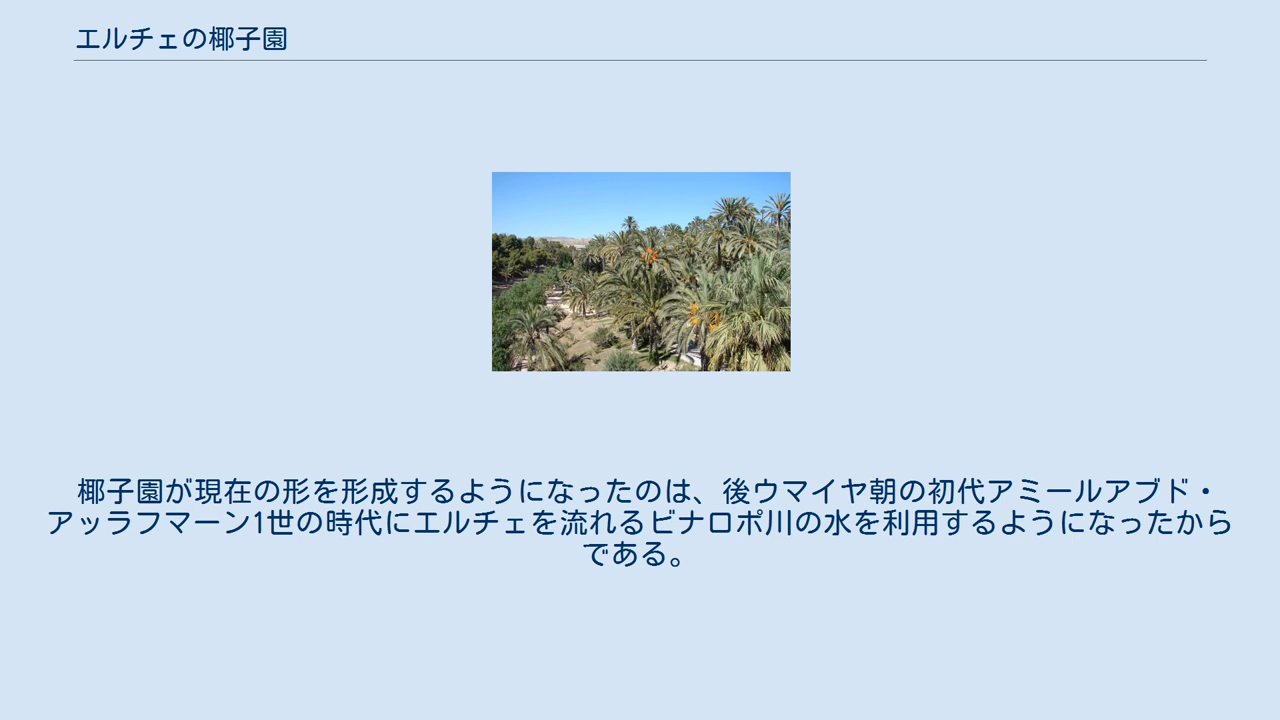 エルチェの椰子園
椰子園が現在の形を形成するようになったのは、後ウマイヤ朝の初代アミールアブド・
アッラフマーン1世の時代にエルチェを流れるビナロポ川の水を利用するようになったから
である。